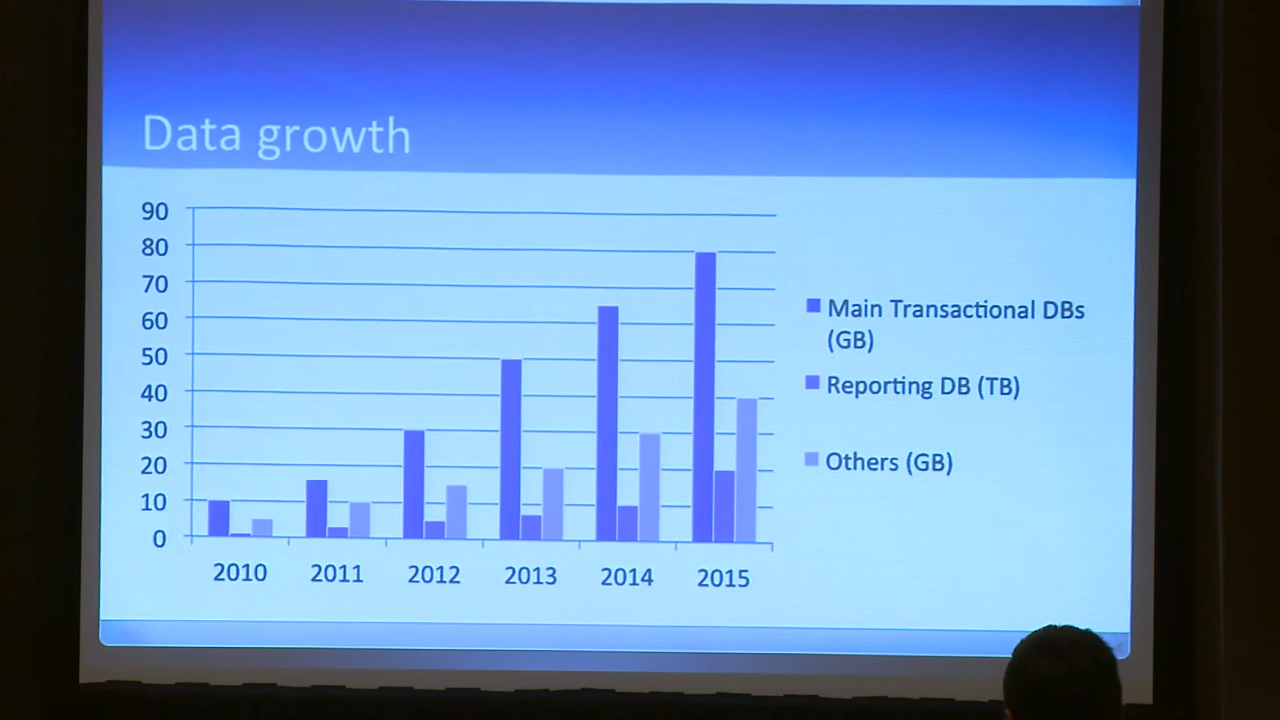 Data growth
90
80
70
60
50
40
30
20
10
0
2010 2011 2012 2013 2014 2015
Main Transactional DBs
(GB)
Reporting DB (TB)
Others (GB)